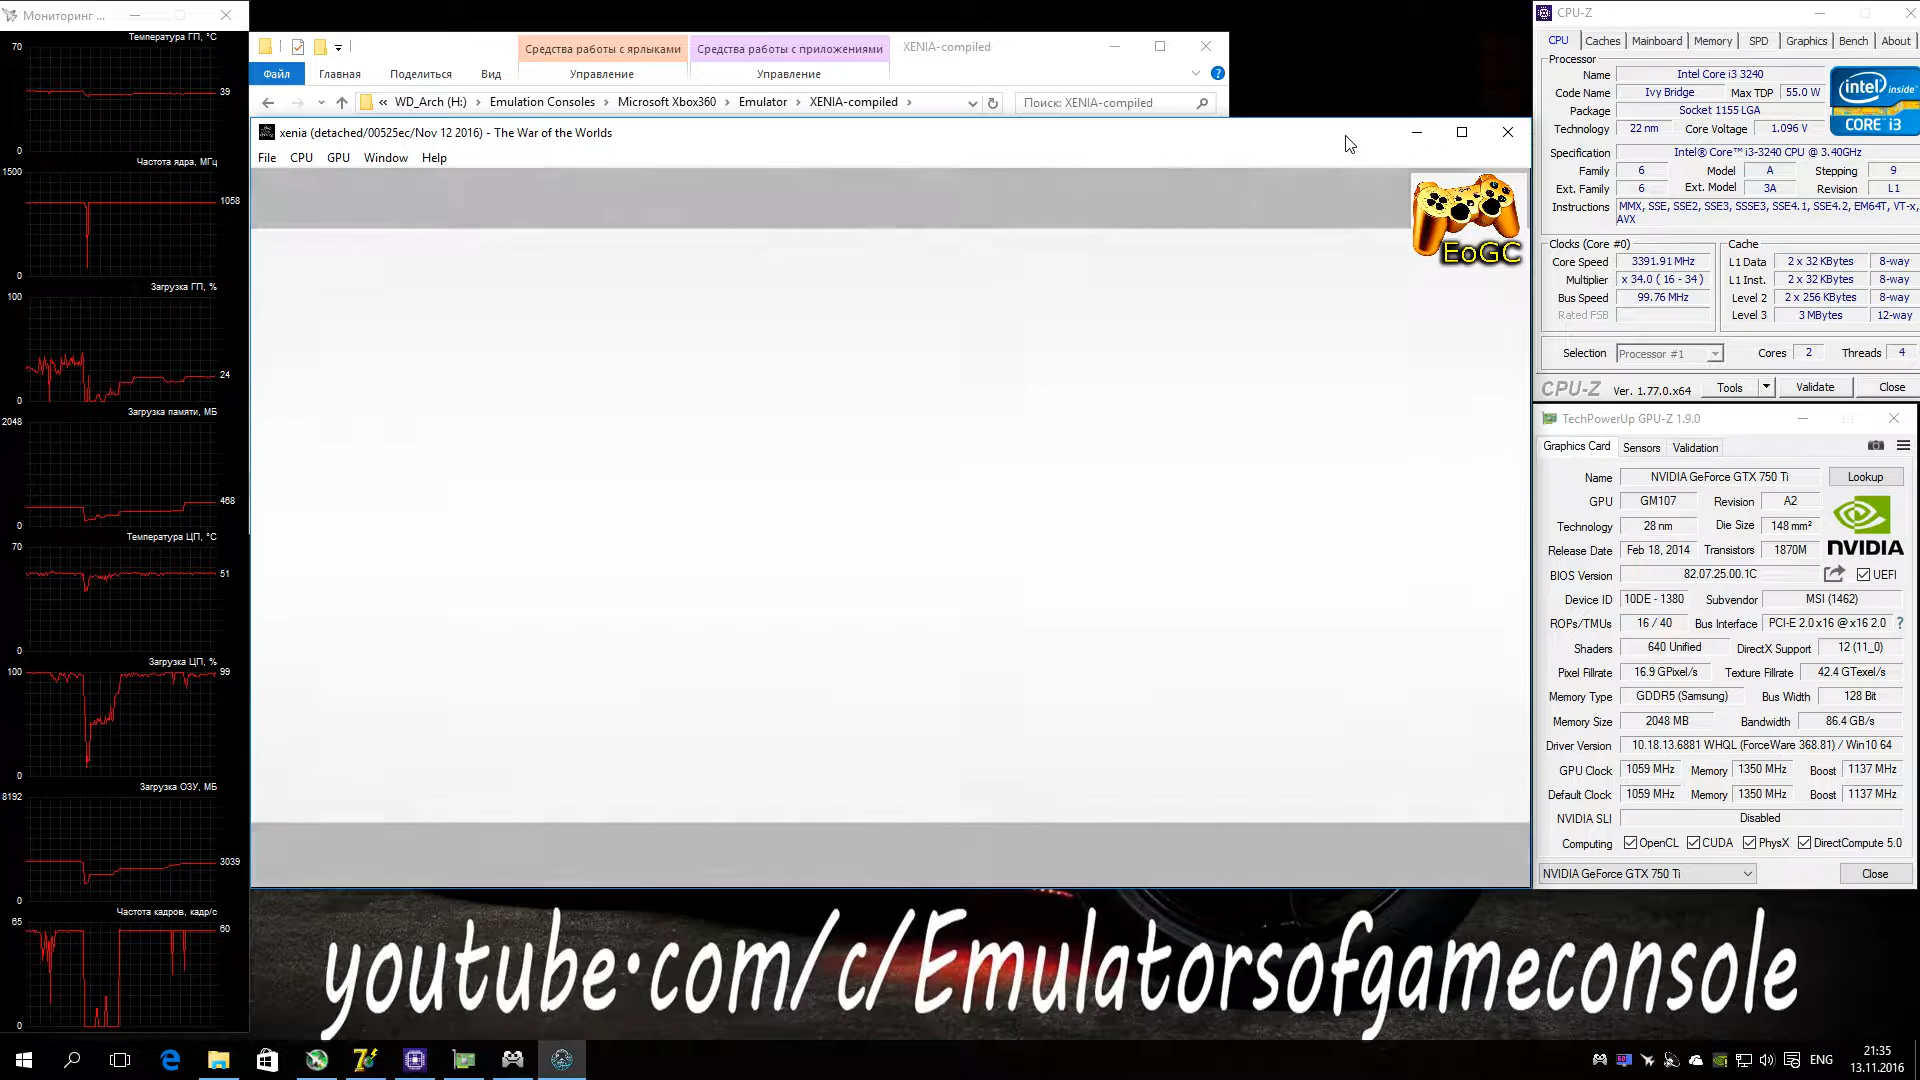 Мониторинг ...
Температура ГП, °C
70
39
0
Частота ядра, МГц
1500
1058
0
Загрузка ГП, %
100
24
0
Загрузка памяти, МБ
2048
468
0
Температура ЦП, °C
70
51
0
Загрузка ЦП, %
100
99
0
Загрузка ОЗУ, МБ
8192
3039
0
Частота кадров, кадр/с
65
60
0
Средства работы с ярлыками
Средства работы с приложениями
XENIA-compiled
Файл
Главная
Поделиться
Вид
Управление
Управление
« WD_Arch (H:) > Emulation Consoles > Microsoft Xbox360 > Emulator > XENIA-compiled >
Поиск: XENIA-compiled
xenia (detached/00525ec/Nov 12 2016) - The War of the Worlds
File CPU GPU Window Help
EoGC
CPU-Z
CPU Caches Mainboard Memory SPD Graphics Bench About
Processor
Name Intel Core i3 3240
Code Name Ivy Bridge Max TDP 55.0 W
Package Socket 1155 LGA
Technology 22 nm Core Voltage 1.096 V
intel inside™
CORE i3
Specification Intel® Core™ i3-3240 CPU @ 3.40GHz
Family 6 Model A Stepping 9
Ext. Family 6 Ext. Model 3A Revision L1
Instructions MMX, SSE, SSE2, SSE3, SSSE3, SSE4.1, SSE4.2, EM64T, VT-x,
AVX
Clocks (Core #0)
Core Speed 3391.91 MHz
Multiplier x 34.0 ( 16 - 34 )
Bus Speed 99.76 MHz
Rated FSB
Cache
L1 Data 2 x 32 KBytes 8-way
L1 Inst. 2 x 32 KBytes 8-way
Level 2 2 x 256 KBytes 8-way
Level 3 3 MBytes 12-way
Selection Processor #1 Cores 2 Threads 4
CPU-Z Ver. 1.77.0.x64 Tools Validate Close
TechPowerUp GPU-Z 1.9.0
Graphics Card Sensors Validation
Name NVIDIA GeForce GTX 750 Ti Lookup
GPU GM107 Revision A2
Technology 28 nm Die Size 148 mm²
Release Date Feb 18, 2014 Transistors 1870M
NVIDIA
BIOS Version 82.07.25.00.1C UEFI
Device ID 10DE - 1380 Subvendor MSI (1462)
ROPs/TMUs 16 / 40 Bus Interface PCI-E 2.0 x16 @ x16 2.0 ?
Shaders 640 Unified DirectX Support 12 (11_0)
Pixel Fillrate 16.9 GPixel/s Texture Fillrate 42.4 GTexel/s
Memory Type GDDR5 (Samsung) Bus Width 128 Bit
Memory Size 2048 MB Bandwidth 86.4 GB/s
Driver Version 10.18.13.6881 WHQL (ForceWare 368.81) / Win10 64
GPU Clock 1059 MHz Memory 1350 MHz Boost 1137 MHz
Default Clock 1059 MHz Memory 1350 MHz Boost 1137 MHz
NVIDIA SLI Disabled
Computing OpenCL CUDA PhysX DirectCompute 5.0
NVIDIA GeForce GTX 750 Ti Close
youtube.com/c/Emulatorsofgameconsole
ENG
21:35
13.11.2016